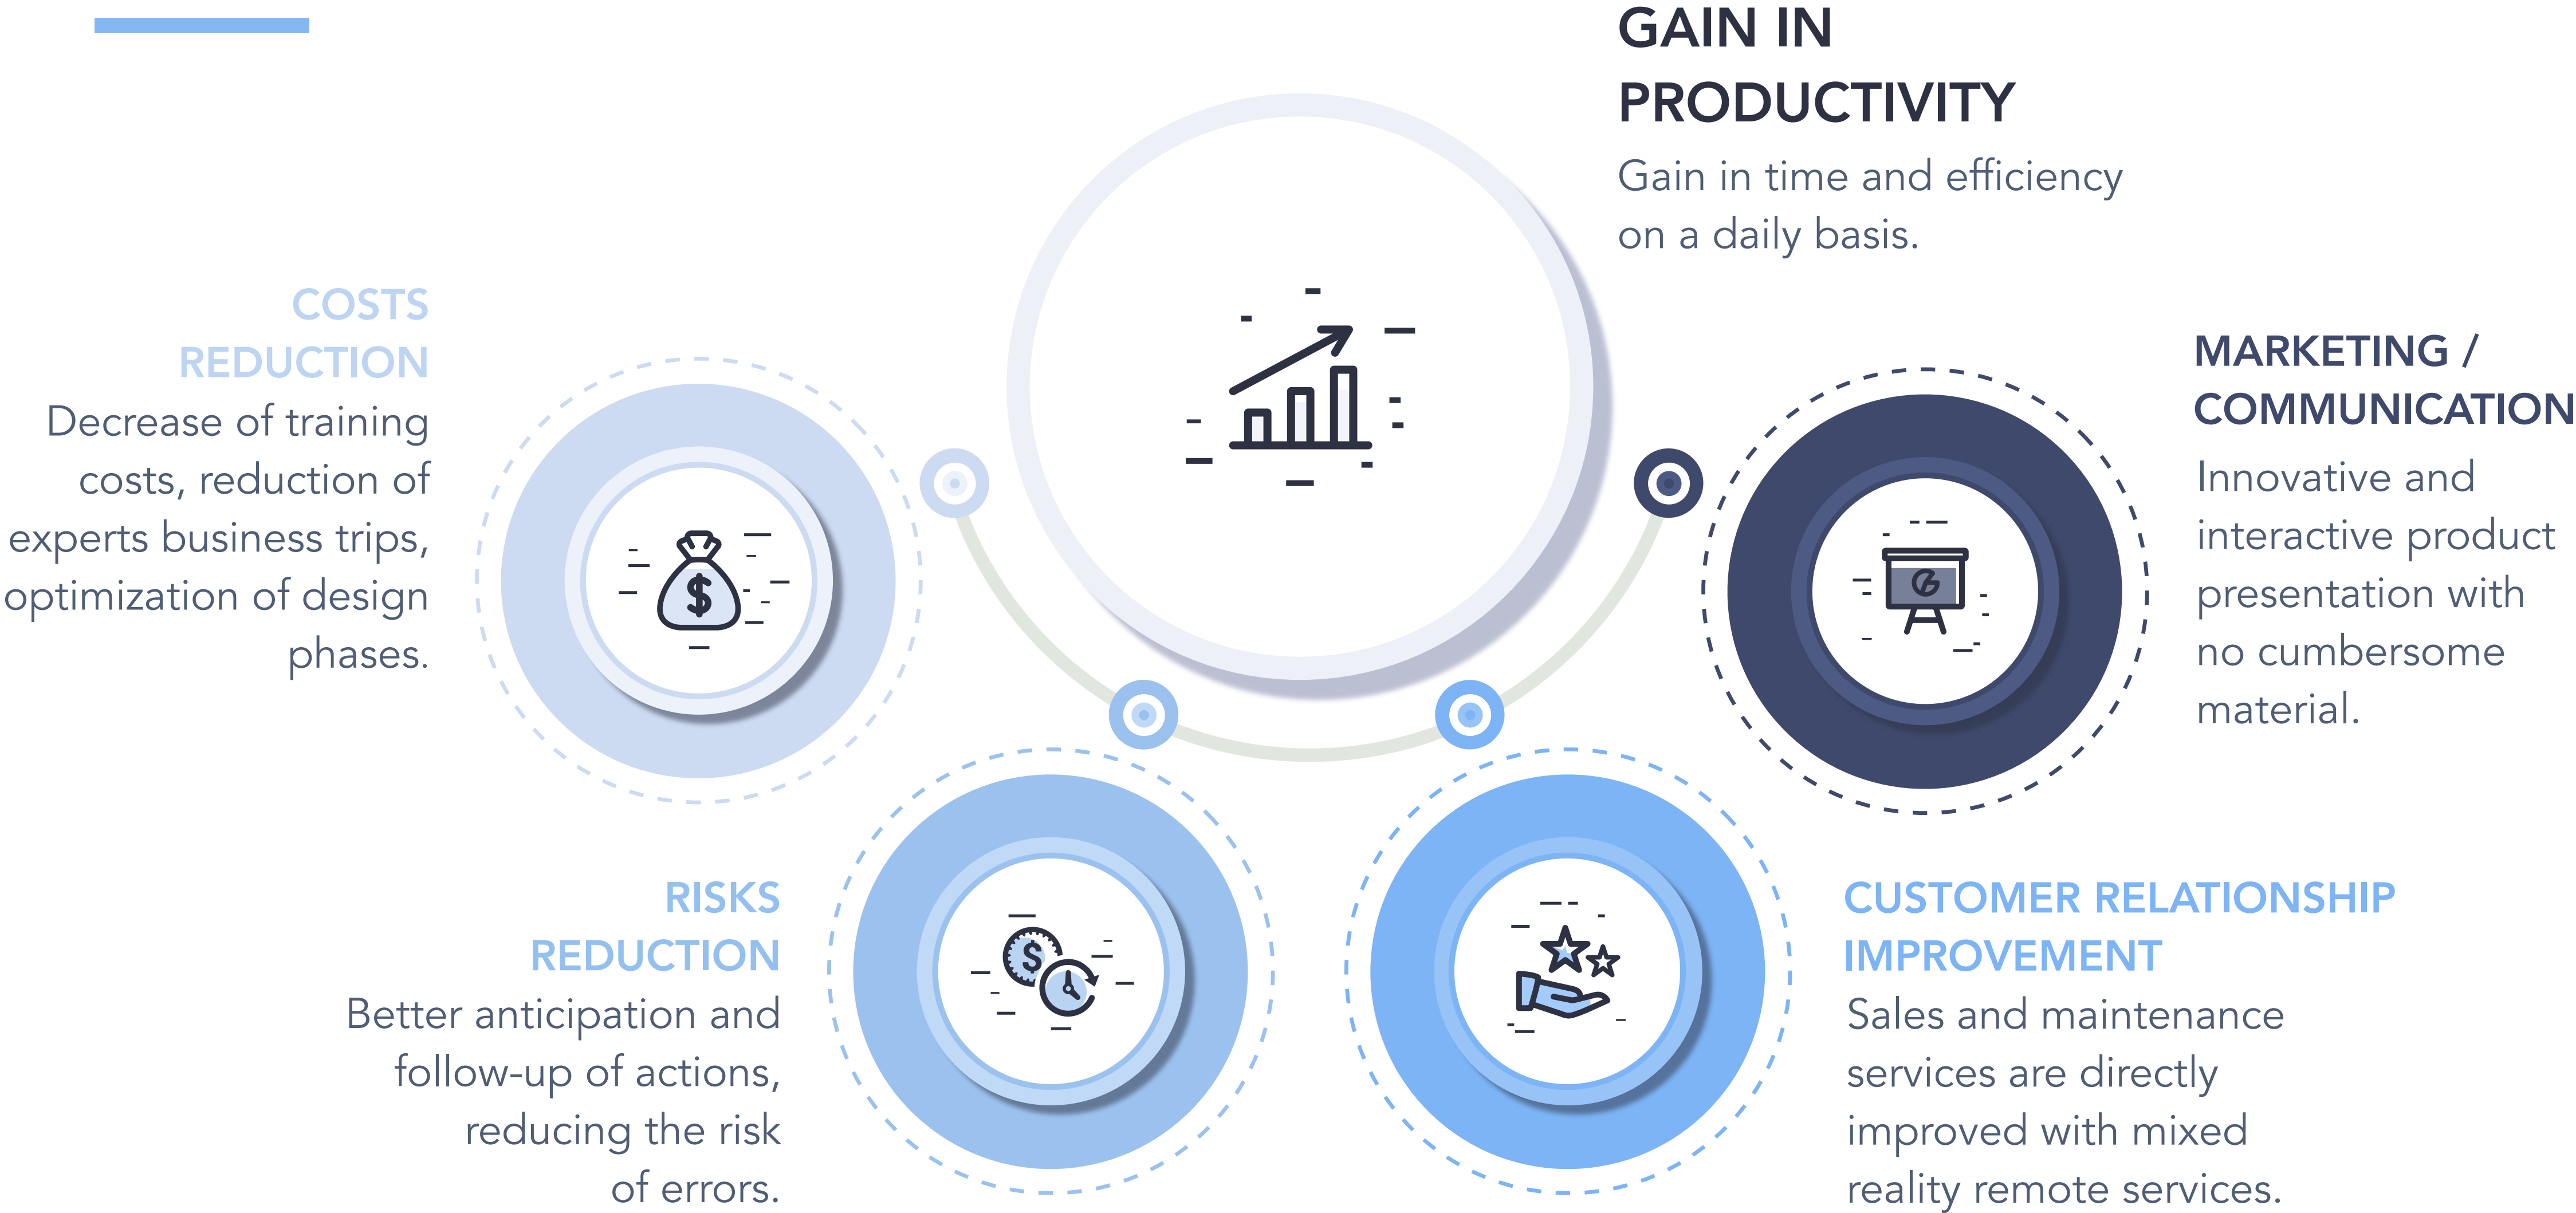 GAIN IN
PRODUCTIVITY
Gain in time and efficiency
on a daily basis.
COSTS
REDUCTION
Decrease of training
costs, reduction of
experts business trips,
optimization of design
phases.
MARKETING /
COMMUNICATION
Innovative and
interactive product
presentation with
no cumbersome
material.
RISKS
REDUCTION
Better anticipation and
follow-up of actions,
reducing the risk
of errors.
CUSTOMER RELATIONSHIP
IMPROVEMENT
Sales and maintenance
services are directly
improved with mixed
reality remote services.
$
$